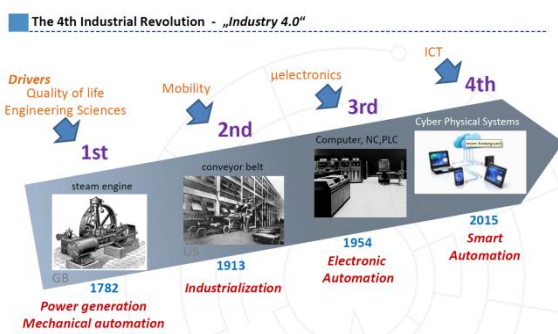 The 4th Industrial Revolution - „Industry 4.0“
Drivers
Quality of life
Engineering Sciences
1st
steam engine
GB
1782
Power generation
Mechanical automation
Mobility
2nd
conveyor belt
US
1913
Industrialization
µelectronics
3rd
Computer, NC,PLC
1954
Electronic
Automation
ICT
4th
Cyber Physical Systems
2015
Smart
Automation